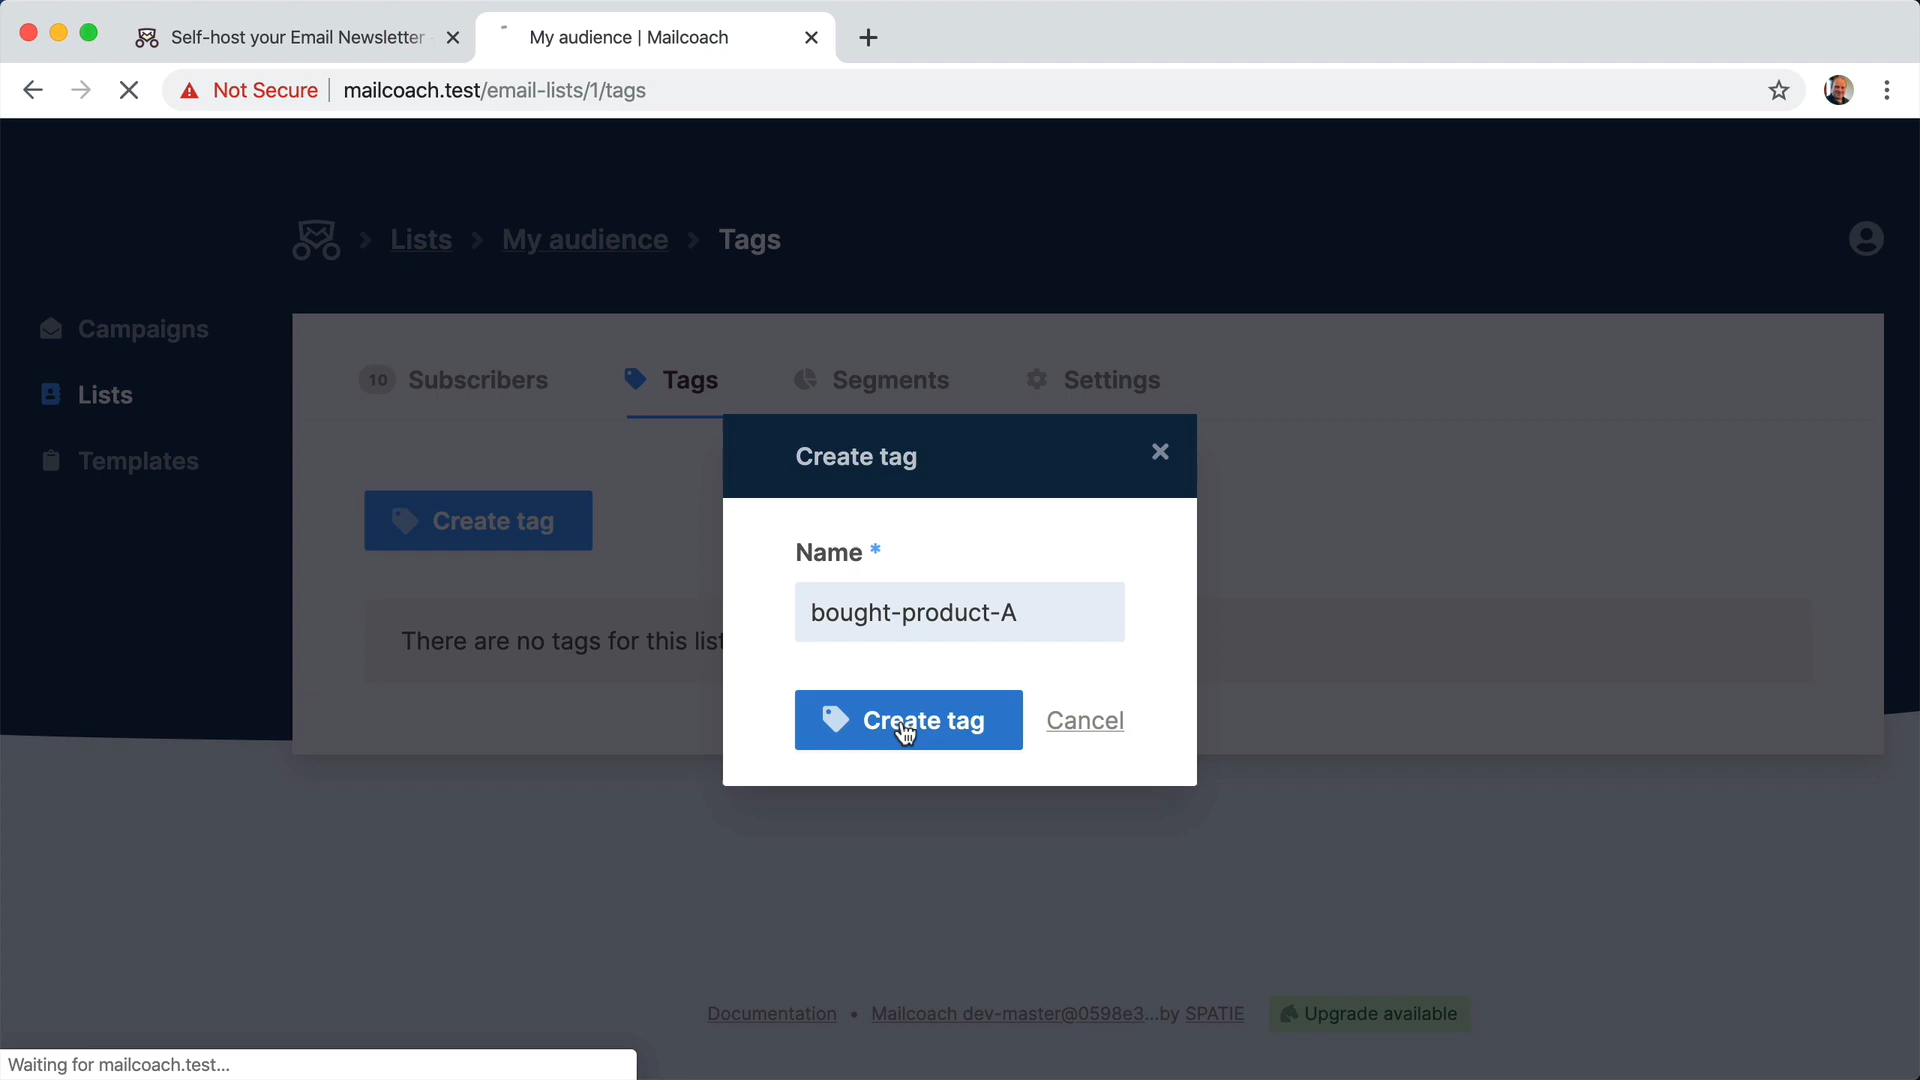 Self-host your Email Newsletter
My audience | Mailcoach
Not Secure
mailcoach.test/email-lists/1/tags
Lists
My audience
Tags
Campaigns
Lists
Templates
10 Subscribers
Tags
Segments
Settings
Create tag
There are no tags for this list
Create tag
Name *
bought-product-A
Create tag
Cancel
Documentation • Mailcoach dev-master@0598e3...by SPATIE
Upgrade available
Waiting for mailcoach.test...